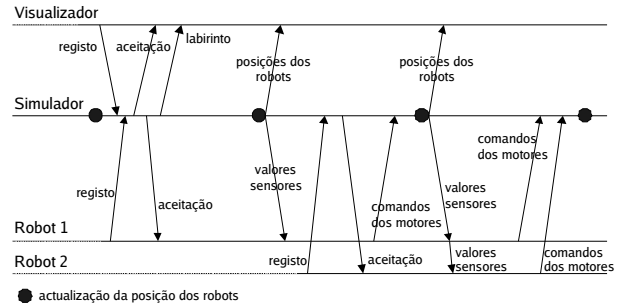 Visualizador
registo
aceitação
labirinto
posições dos
robots
posições dos
robots
Simulador
registo
aceitação
valores
sensores
comandos
dos motores
valores
sensores
comandos
dos motores
Robot 1
Robot 2
registo
aceitação
valores
sensores
comandos
dos motores
actualização da posição dos robots